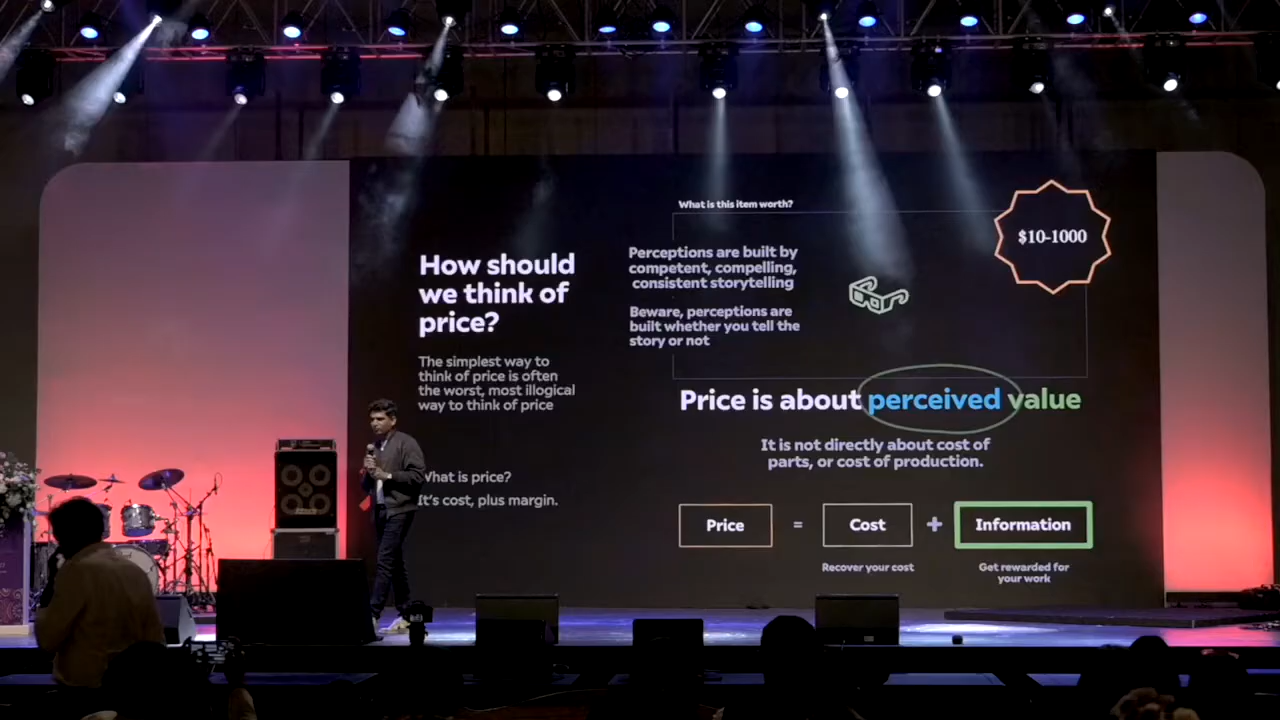 How should
we think of
price?
The simplest way to
think of price is often
the worst, most illogical
way to think of price
What is price?
It's cost, plus margin.
What is this item worth?
$10-1000
Perceptions are built by
competent, compelling,
consistent storytelling
Beware, perceptions are
built whether you tell the
story or not
Price is about perceived value
It is not directly about cost of
parts, or cost of production.
Price = Cost + Information
Recover your cost
Get rewarded for
your work